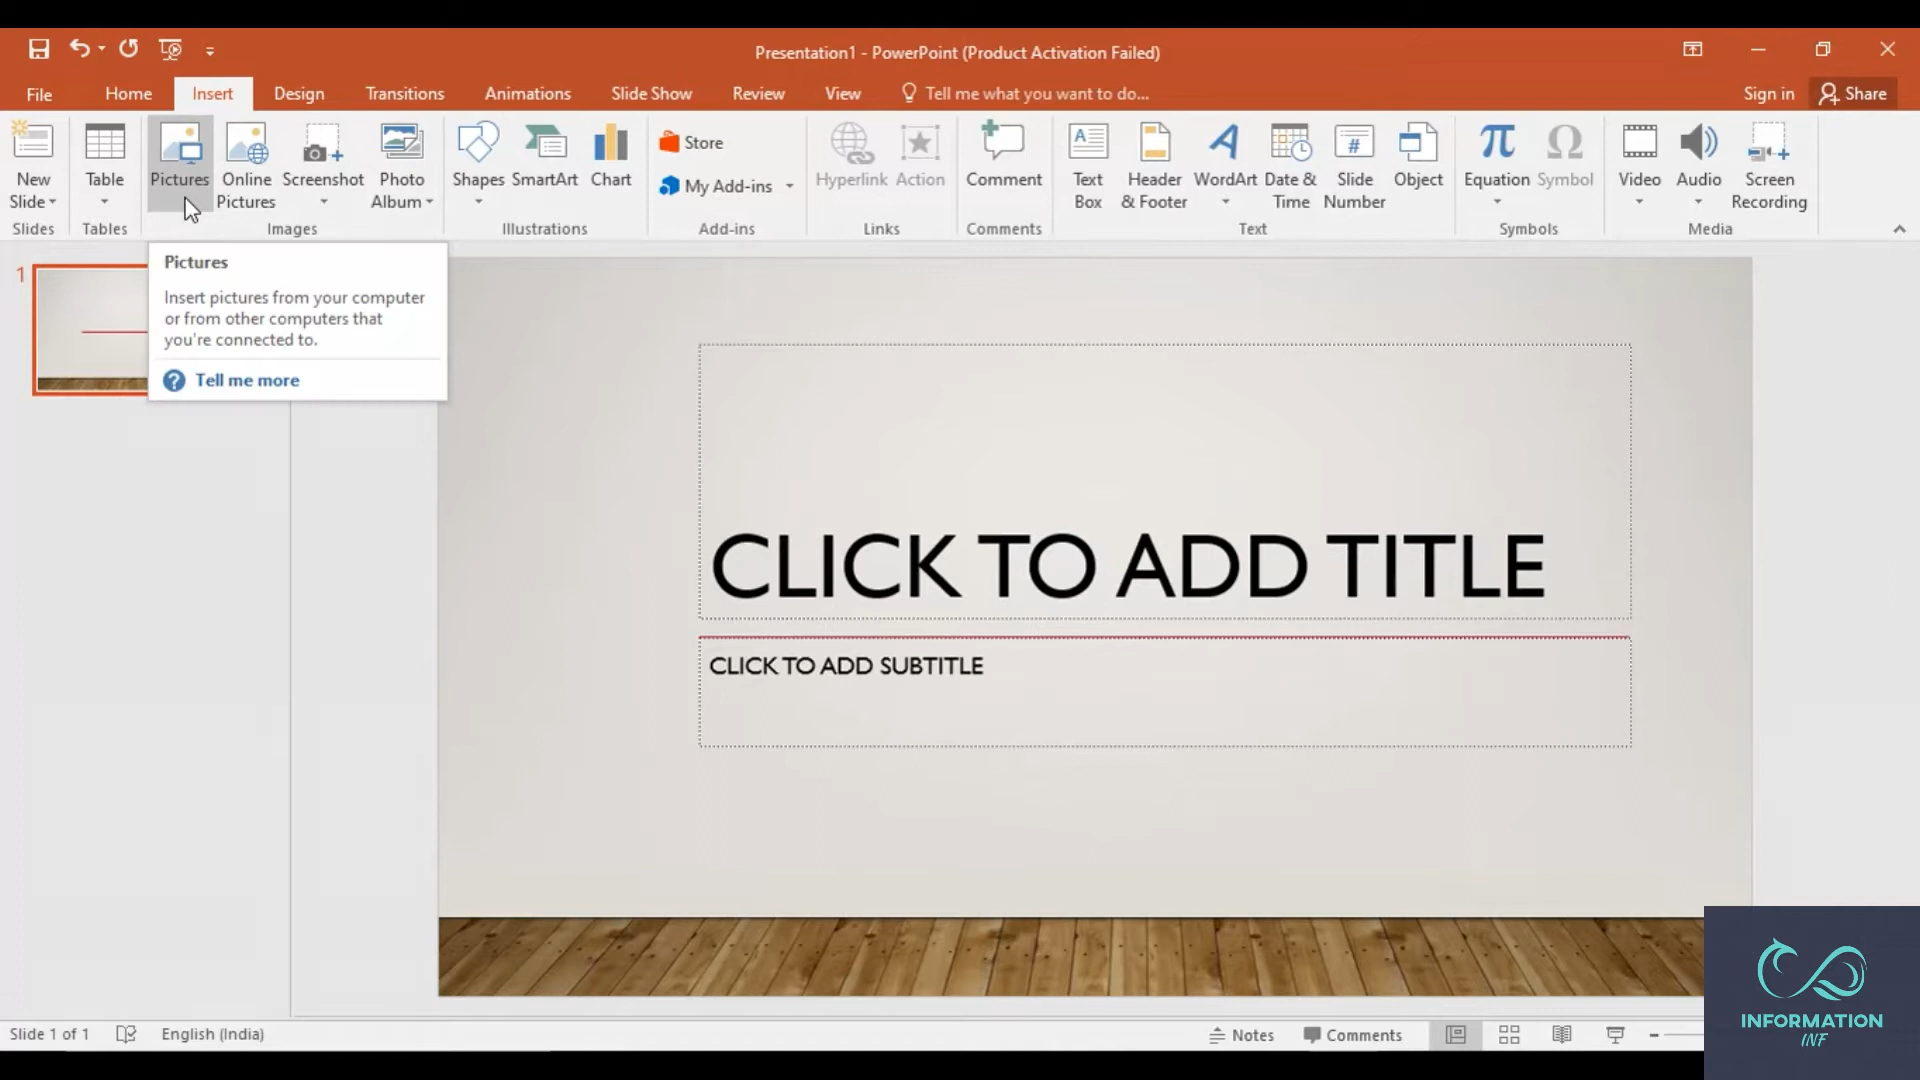 Presentation1 - PowerPoint (Product Activation Failed)
File Home Insert Design Transitions Animations Slide Show Review View Tell me what you want to do... Sign in Share
New Slide
Table
Pictures
Online Pictures
Screenshot
Photo Album
Shapes
SmartArt
Chart
Store
My Add-ins
Hyperlink
Action
Comment
Text Box
Header & Footer
WordArt
Date & Time
Slide Number
Object
Equation
Symbol
Video
Audio
Screen Recording
Slides Tables Images Illustrations Add-ins Links Comments Text Symbols Media
1
Pictures
Insert pictures from your computer
or from other computers that
you're connected to.
? Tell me more
CLICK TO ADD TITLE
CLICK TO ADD SUBTITLE
Slide 1 of 1 English (India) Notes Comments
INFORMATION
INF